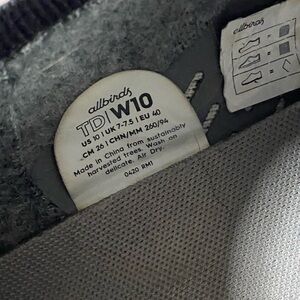 allbirds
TD|W10
US 10 | UK 7-7.5 | EU 40
CM 26 | CHN/MM 260/94
Made in China from sustainably
harvested trees. Wash on
delicate. Air Dry.
0420 RM1
allbirds